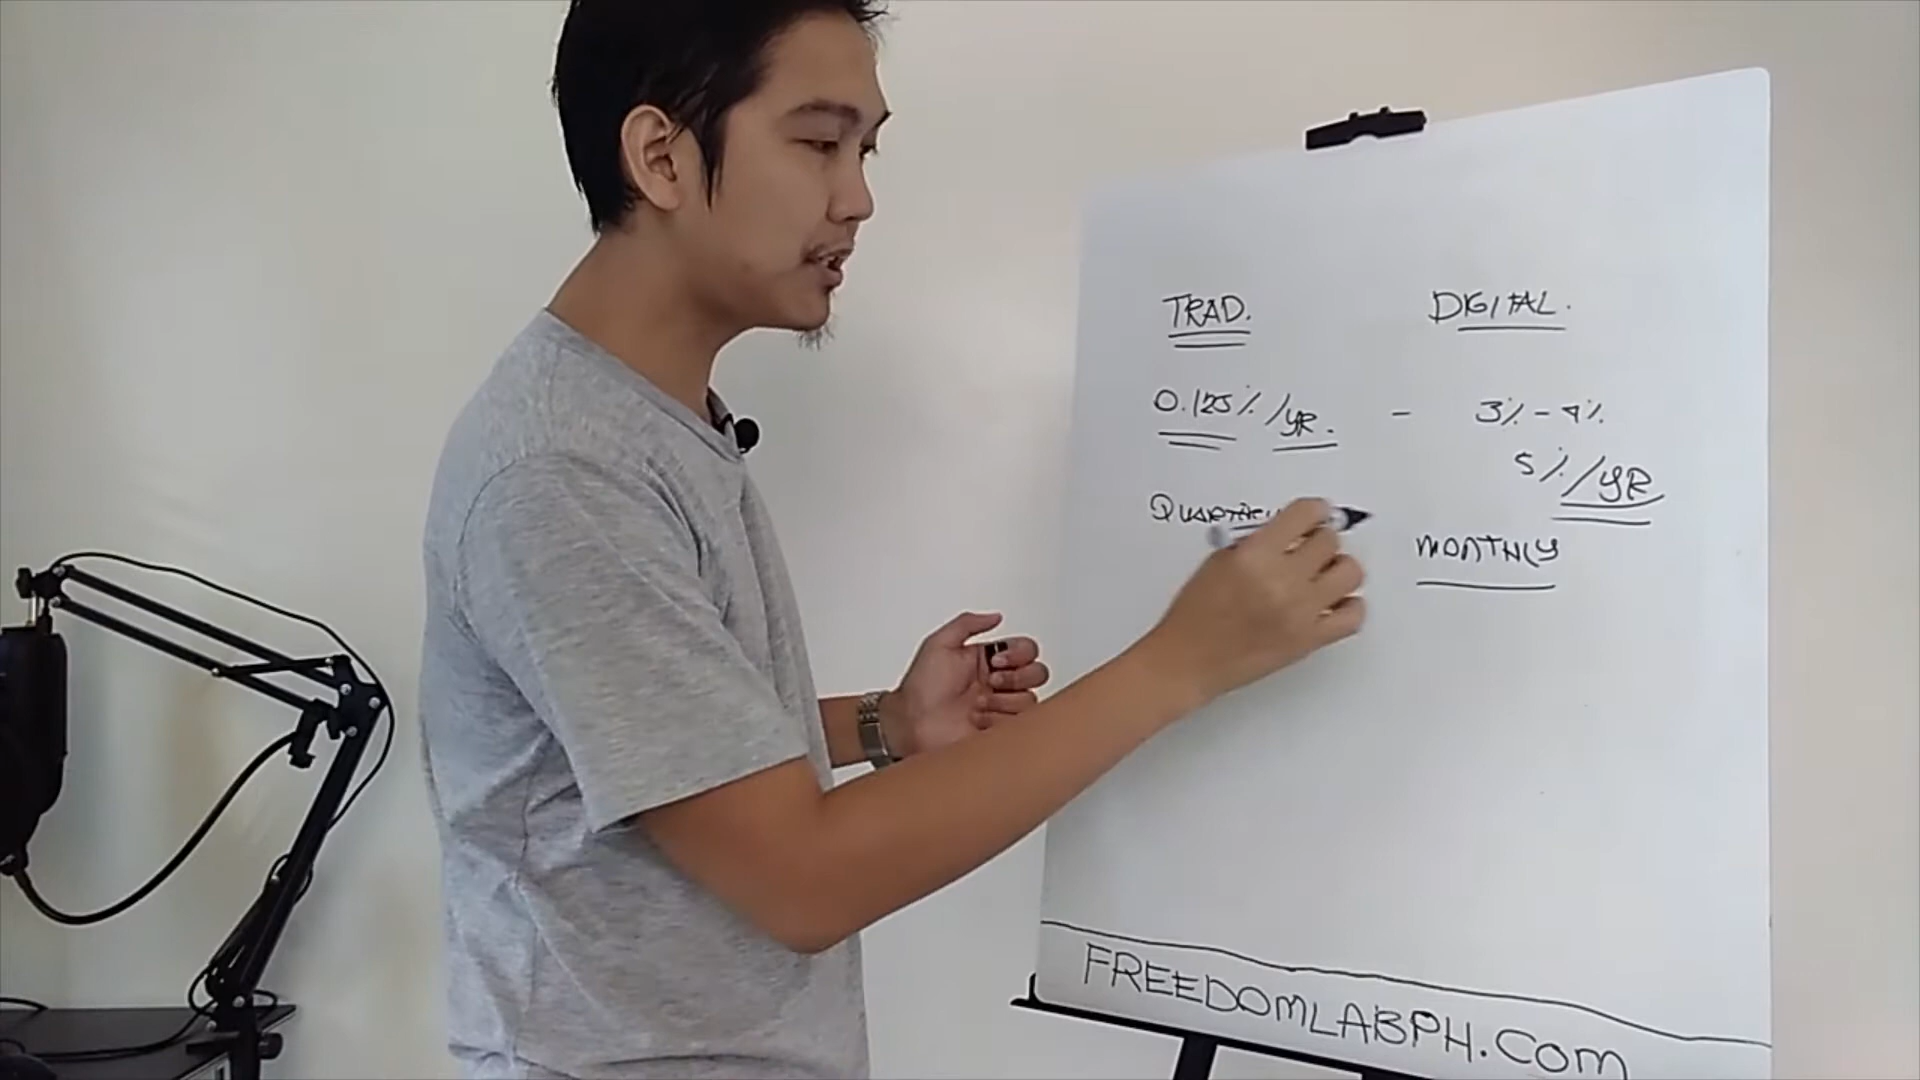 TRAD. DIGITAL.
0.125% /YR. - 3% - 4%
5% /YR
MONTHLY
FREEDOMLABPH.COM